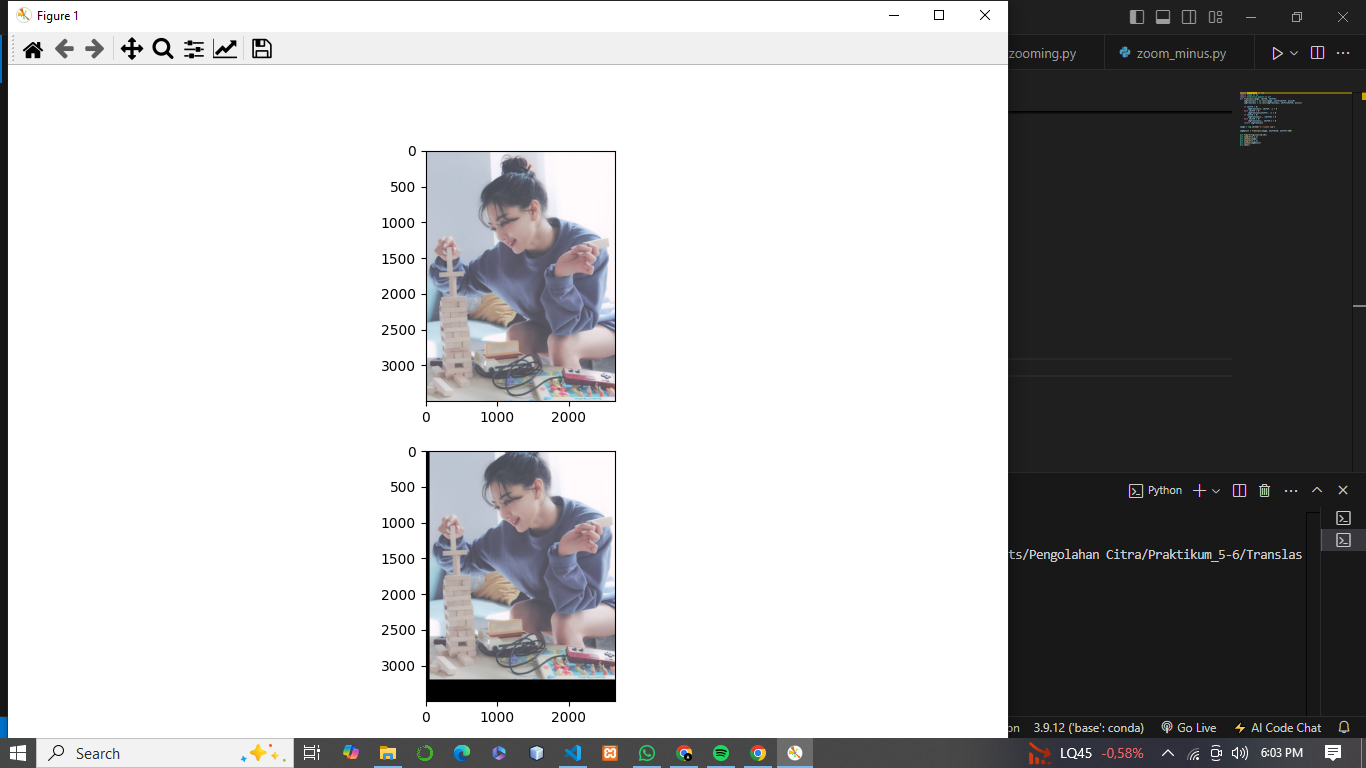 Figure 1
zooming.py
zoom_minus.py
0
500
1000
1500
2000
2500
3000
0
1000
2000
0
500
1000
1500
2000
2500
3000
0
1000
2000
Python
ts/Pengolahan Citra/Praktikum_5-6/Translas
on
3.9.12 ('base': conda)
Go Live
AI Code Chat
Search
LQ45
-0,58%
6:03 PM